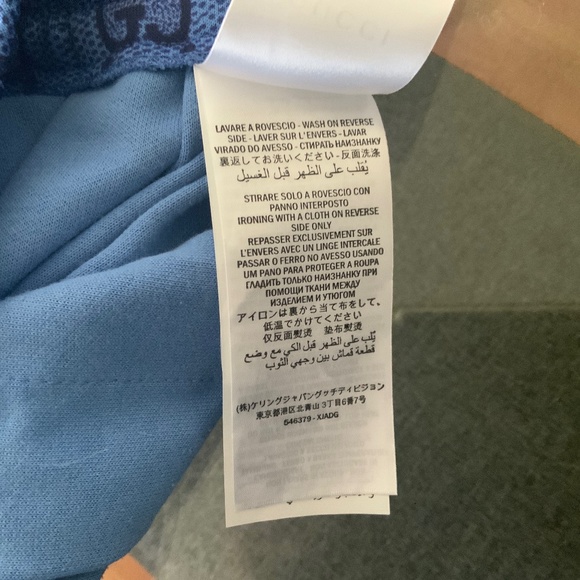 GJ
UCCI
LAVARE A ROVESCIO - WASH ON REVERSE
SIDE - LAVER SUR L'ENVERS - LAVAR
VIRADO DO AVESSO - СТИРАТЬ НАИЗНАНКУ
裏返してお洗いください - 反面洗涤
يُقلب على الظهر قبل الغسيل
STIRARE SOLO A ROVESCIO CON
PANNO INTERPOSTO
IRONING WITH A CLOTH ON REVERSE
SIDE ONLY
REPASSER EXCLUSIVEMENT SUR
L'ENVERS AVEC UN LINGE INTERCALE
PASSAR O FERRO NO AVESSO USANDO
UM PANO PARA PROTEGER A ROUPA
ГЛАДИТЬ ТОЛЬКО НАИЗНАНКУ ПРИ
ПОМОЩИ ТКАНИ МЕЖДУ
ИЗДЕЛИЕМ И УТЮГОМ
アイロンは裏から当て布をして、
低温でかけてください
仅反面熨烫 垫布熨烫
يُلب على الظهر قبل الكي مع وضع
قطعة قماش بين وجهي الثوب
(株)ケリングジャパングッチディビジョン
東京都港区北青山3丁目6番7号
546379 - XJADG